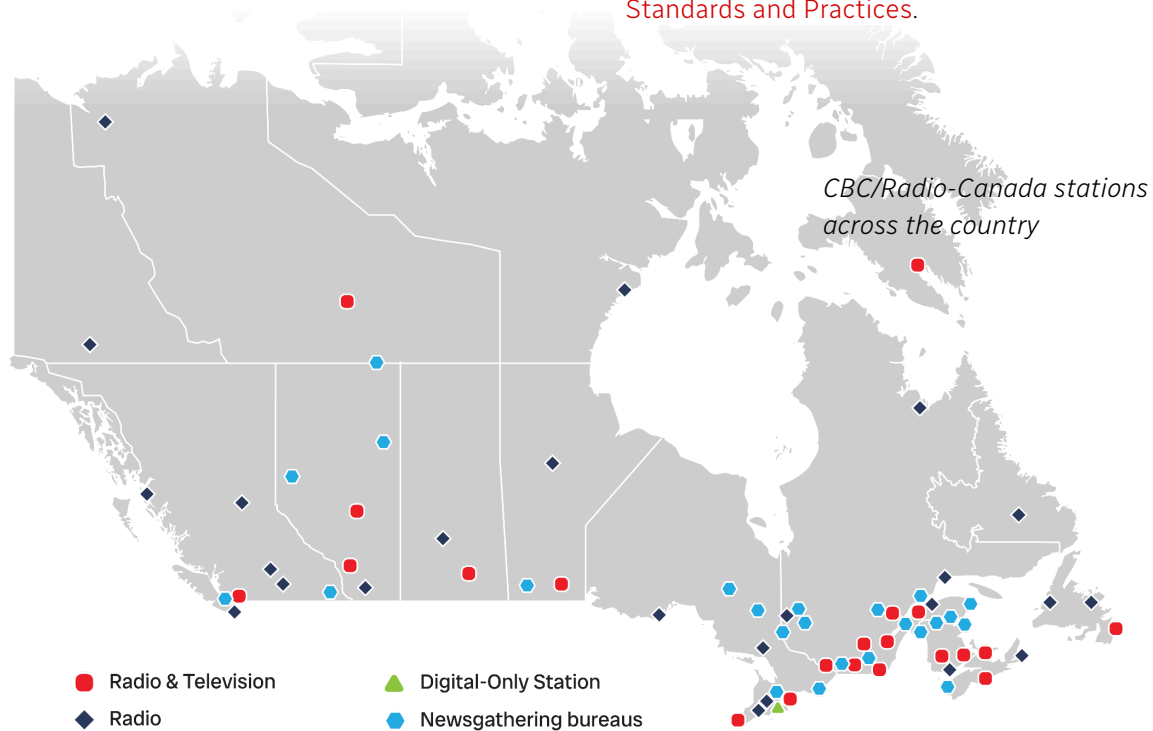 Standards and Practices.
CBC/Radio-Canada stations
across the country
Radio & Television
Digital-Only Station
Radio
Newsgathering bureaus